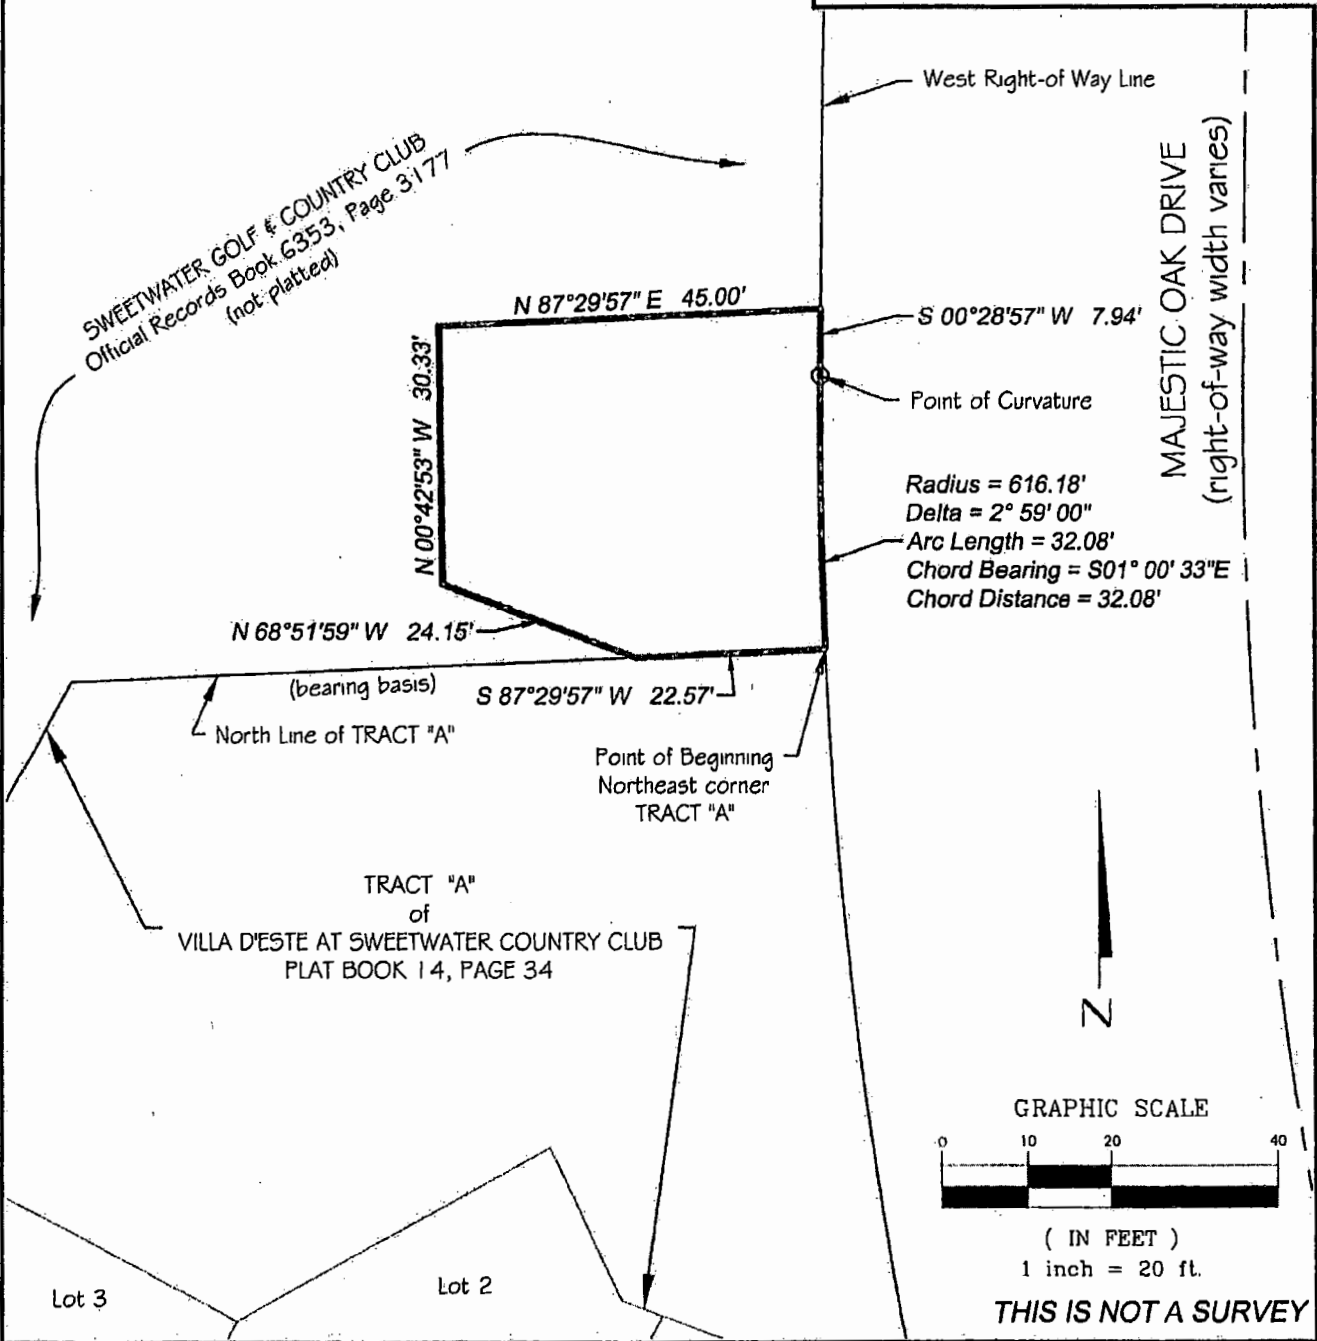 West Right-of Way Line
MAJESTIC OAK DRIVE
(right-of-way width varies)
SWEETWATER GOLF & COUNTRY CLUB
Official Records Book 6353, Page 3177
(not platted)
N 87°29'57" E 45.00'
S 00°28'57" W 7.94'
N 00°42'53" W 30.33'
Point of Curvature
Radius = 616.18'
Delta = 2° 59' 00"
Arc Length = 32.08'
Chord Bearing = S01° 00' 33"E
Chord Distance = 32.08'
N 68°51'59" W 24.15'
(bearing basis)
S 87°29'57" W 22.57'
North Line of TRACT "A"
Point of Beginning
Northeast corner
TRACT "A"
TRACT "A"
of
VILLA D'ESTE AT SWEETWATER COUNTRY CLUB
PLAT BOOK 14, PAGE 34
N
GRAPHIC SCALE
0 10 20 40
( IN FEET )
1 inch = 20 ft.
Lot 3
Lot 2
THIS IS NOT A SURVEY